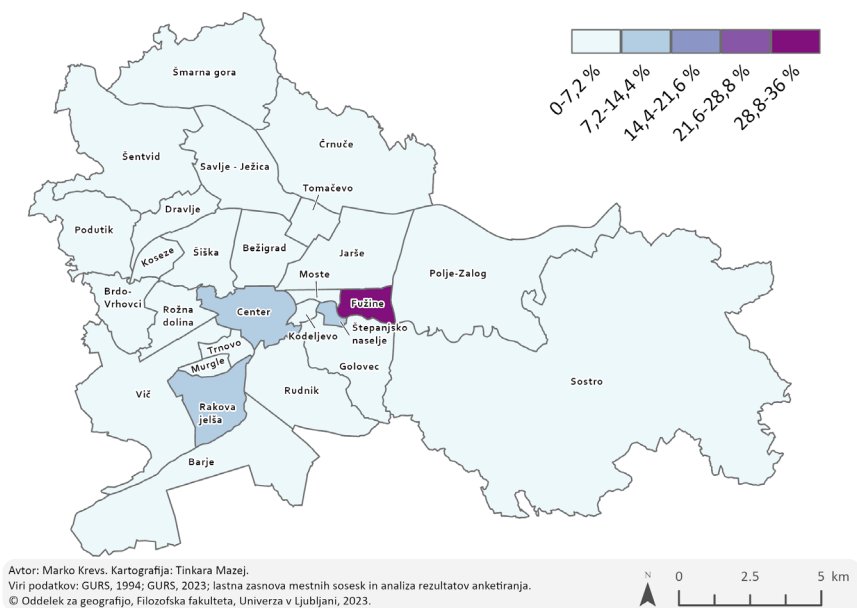 0-7,2 %
7,2-14,4 %
14,4-21,6 %
21,6-28,8 %
28,8-36 %
Šmarna gora
Črnuče
Šentvid
Savlje - Ježica
Tomačevo
Dravlje
Podutik
Koseze
Šiška
Bežigrad
Jarše
Moste
Polje-Zalog
Brdo-
Vrhovci
Rožna
dolina
Center
Fužine
Kodeljevo
Štepanjsko
naselje
Trnovo
Murgle
Golovec
Vič
Rudnik
Sostro
Rakova
jelša
Barje
Avtor: Marko Krevs. Kartografija: Tinkara Mazej.
Viri podatkov: GURS, 1994; GURS, 2023; lastna zasnova mestnih sosesk in analiza rezultatov anketiranja.
© Oddelek za geografijo, Filozofska fakulteta, Univerza v Ljubljani, 2023.
N
0 2.5 5 km